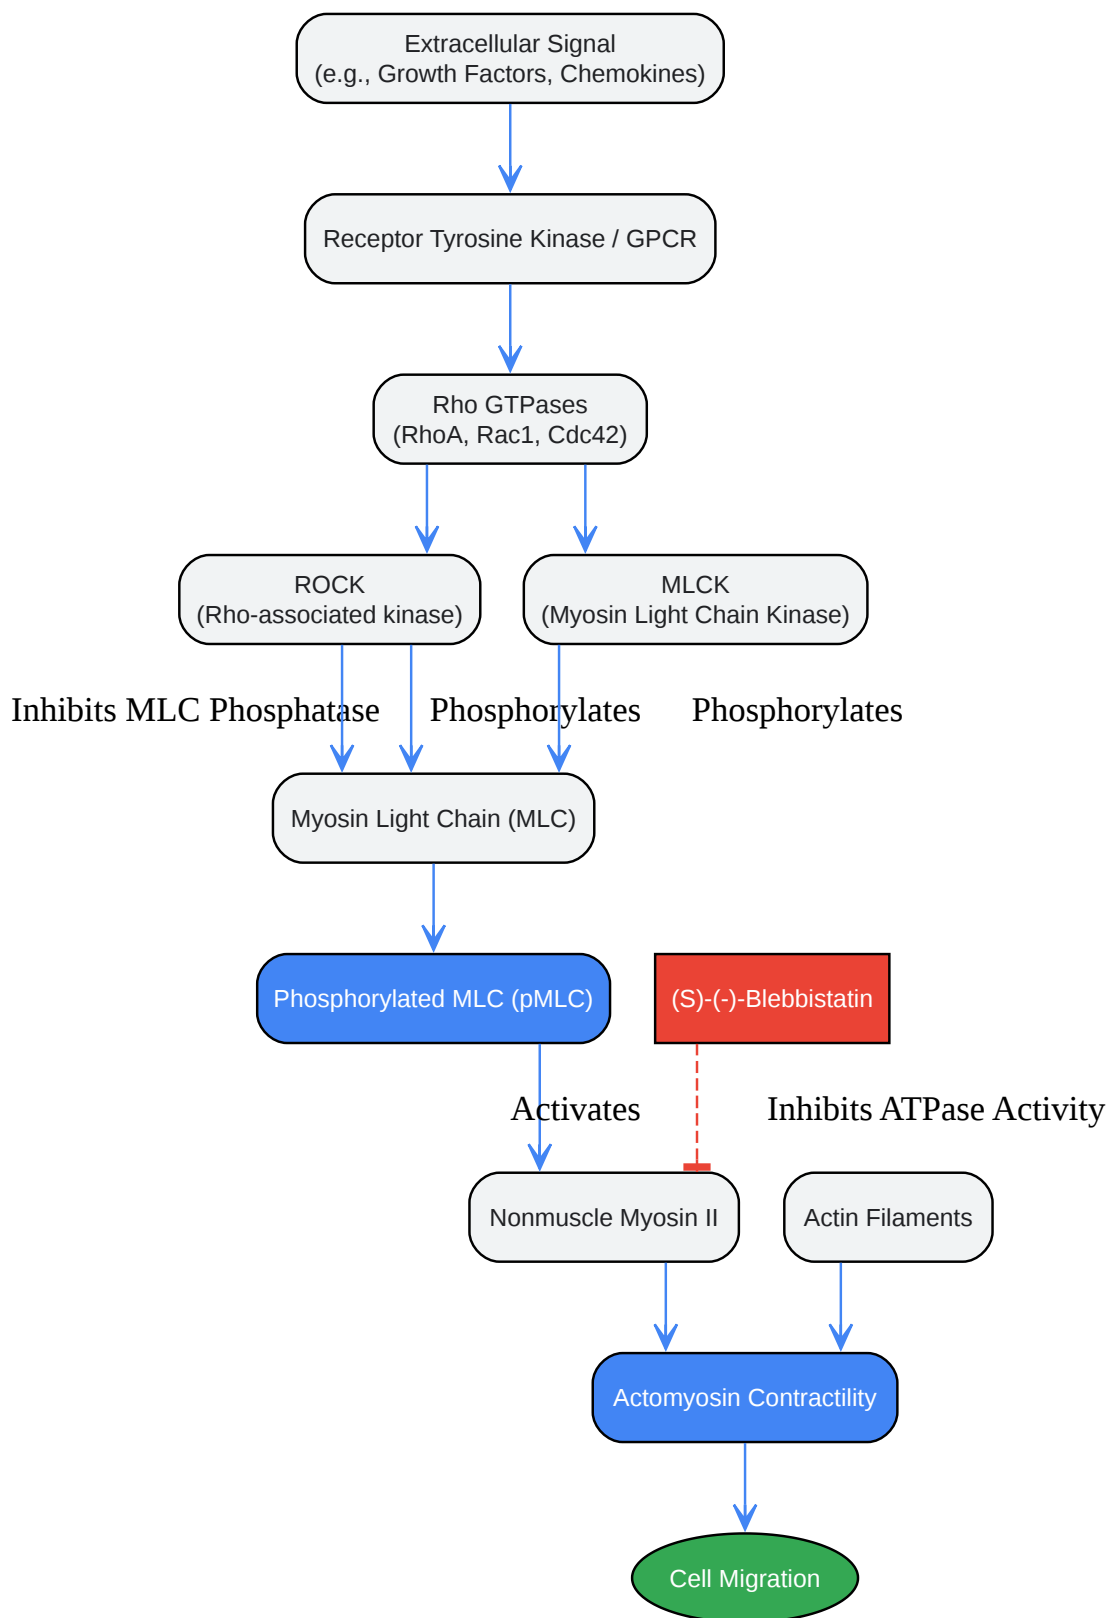 Extracellular Signal
(e.g., Growth Factors, Chemokines)
Receptor Tyrosine Kinase / GPCR
Rho GTPases
(RhoA, Rac1, Cdc42)
ROCK
(Rho-associated kinase)
MLCK
(Myosin Light Chain Kinase)
Inhibits MLC Phosphatase
Phosphorylates
Phosphorylates
Myosin Light Chain (MLC)
Phosphorylated MLC (pMLC)
(S)-(-)-Blebbistatin
Activates
Inhibits ATPase Activity
Nonmuscle Myosin II
Actin Filaments
Actomyosin Contractility
Cell Migration